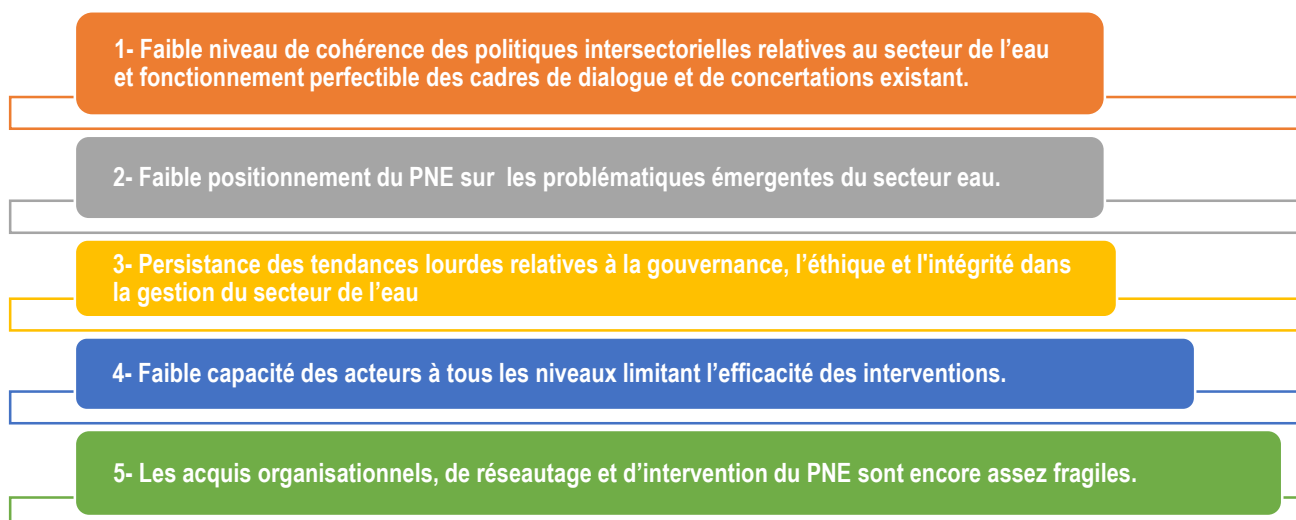 1- Faible niveau de cohérence des politiques intersectorielles relatives au secteur de l’eau
et fonctionnement perfectible des cadres de dialogue et de concertations existant.
2- Faible positionnement du PNE sur  les problématiques émergentes du secteur eau.
3- Persistance des tendances lourdes relatives à la gouvernance, l’éthique et l'intégrité dans
la gestion du secteur de l’eau
4- Faible capacité des acteurs à tous les niveaux limitant l’efficacité des interventions.
5- Les acquis organisationnels, de réseautage et d’intervention du PNE sont encore assez fragiles.